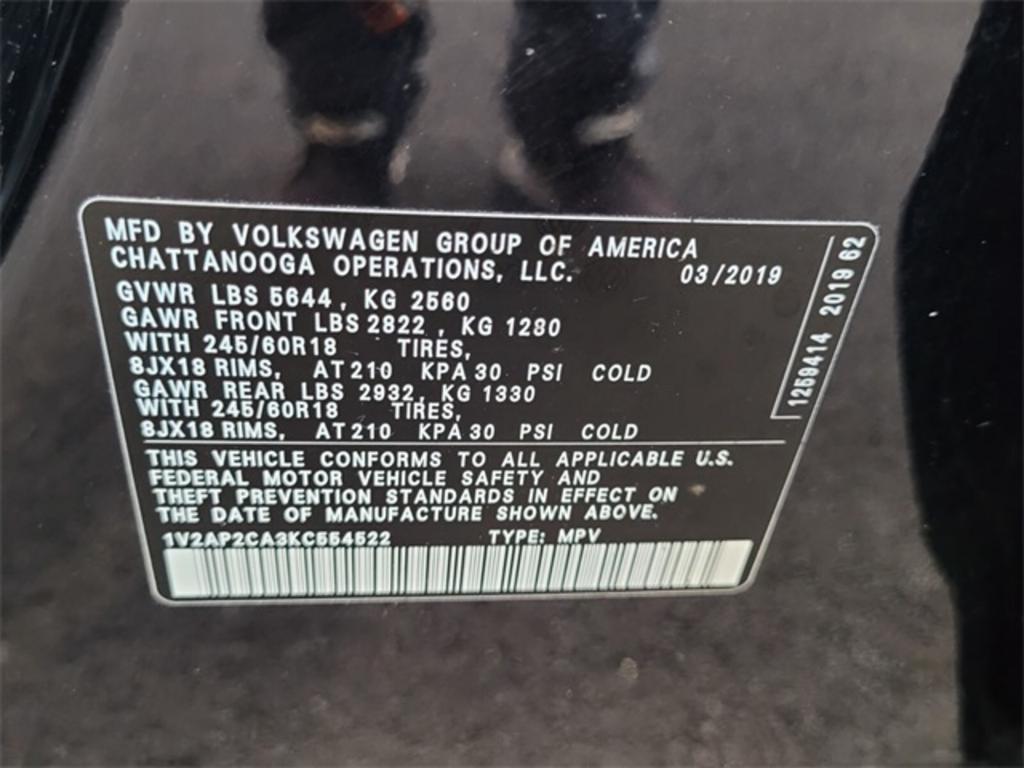 MFD BY VOLKSWAGEN GROUP OF AMERICA
CHATTANOOGA OPERATIONS, LLC. 03/2019
GVWR LBS 5644, KG 2560
GAWR FRONT LBS 2822, KG 1280
WITH 245/60R18 TIRES,
8JX18 RIMS, AT 210 KPA 30 PSI COLD
GAWR REAR LBS 2932, KG 1330
WITH 245/60R18 TIRES,
8JX18 RIMS, AT 210 KPA 30 PSI COLD
THIS VEHICLE CONFORMS TO ALL APPLICABLE U.S.
FEDERAL MOTOR VEHICLE SAFETY AND
THEFT PREVENTION STANDARDS IN EFFECT ON
THE DATE OF MANUFACTURE SHOWN ABOVE.
1V2AP2CA3KC554522 TYPE: MPV
1259414 2019 62